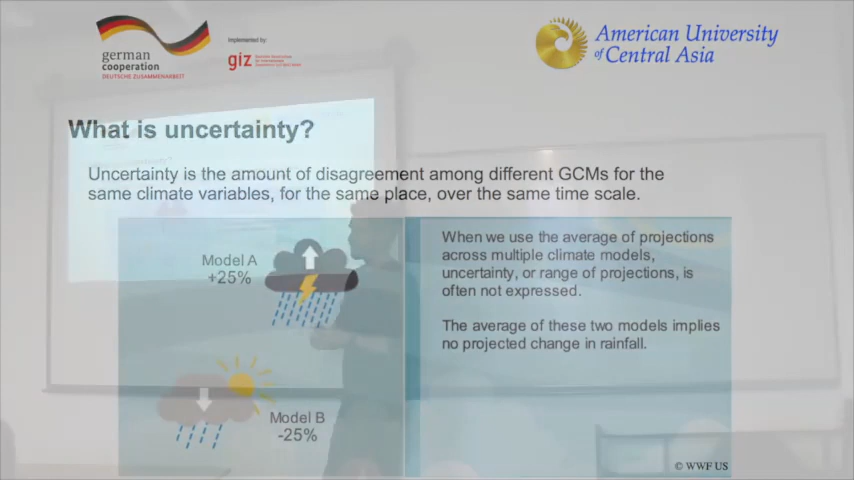 german
cooperation
DEUTSCHE ZUSAMMENARBEIT
Implemented by:
giz
American University
of Central Asia
What is uncertainty?
Uncertainty is the amount of disagreement among different GCMs for the
same climate variables, for the same place, over the same time scale.
Model A
+25%
When we use the average of projections
across multiple climate models,
uncertainty, or range of projections, is
often not expressed.
The average of these two models implies
no projected change in rainfall.
Model B
-25%
© WWF US